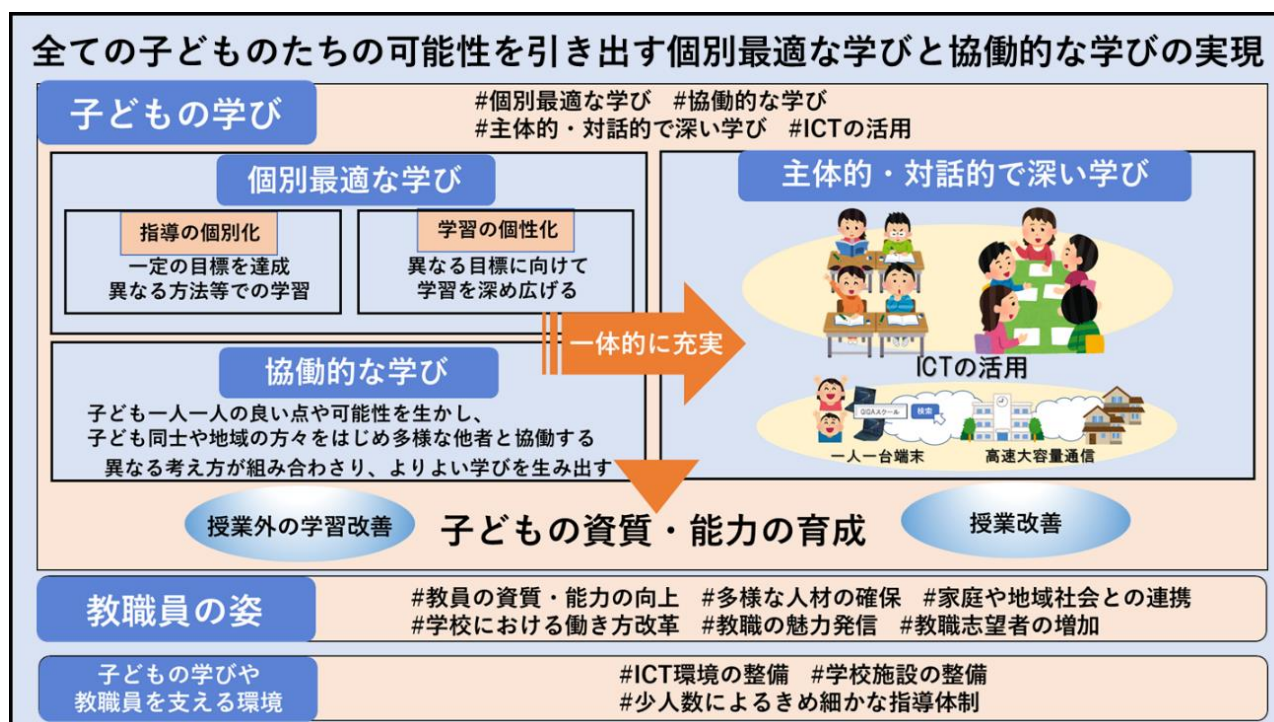 全ての子どものたちの可能性を引き出す個別最適な学びと協働的な学びの実現
子どもの学び
#個別最適な学び #協働的な学び
#主体的・対話的で深い学び #ICTの活用
個別最適な学び
指導の個別化
一定の目標を達成
異なる方法等での学習
学習の個性化
異なる目標に向けて
学習を深め広げる
協働的な学び
子ども一人一人の良い点や可能性を生かし、
子ども同士や地域の方々をはじめ多様な他者と協働する
異なる考え方が組み合わさり、よりよい学びを生み出す
一体的に充実
主体的・対話的で深い学び
ICTの活用
検索
一人一台端末
高速大容量通信
授業外の学習改善
子どもの資質・能力の育成
授業改善
教職員の姿
#教員の資質・能力の向上 #多様な人材の確保 #家庭や地域社会との連携
#学校における働き方改革 #教職の魅力発信 #教職志望者の増加
子どもの学びや
教職員を支える環境
#ICT環境の整備 #学校施設の整備
#少人数によるきめ細かな指導体制